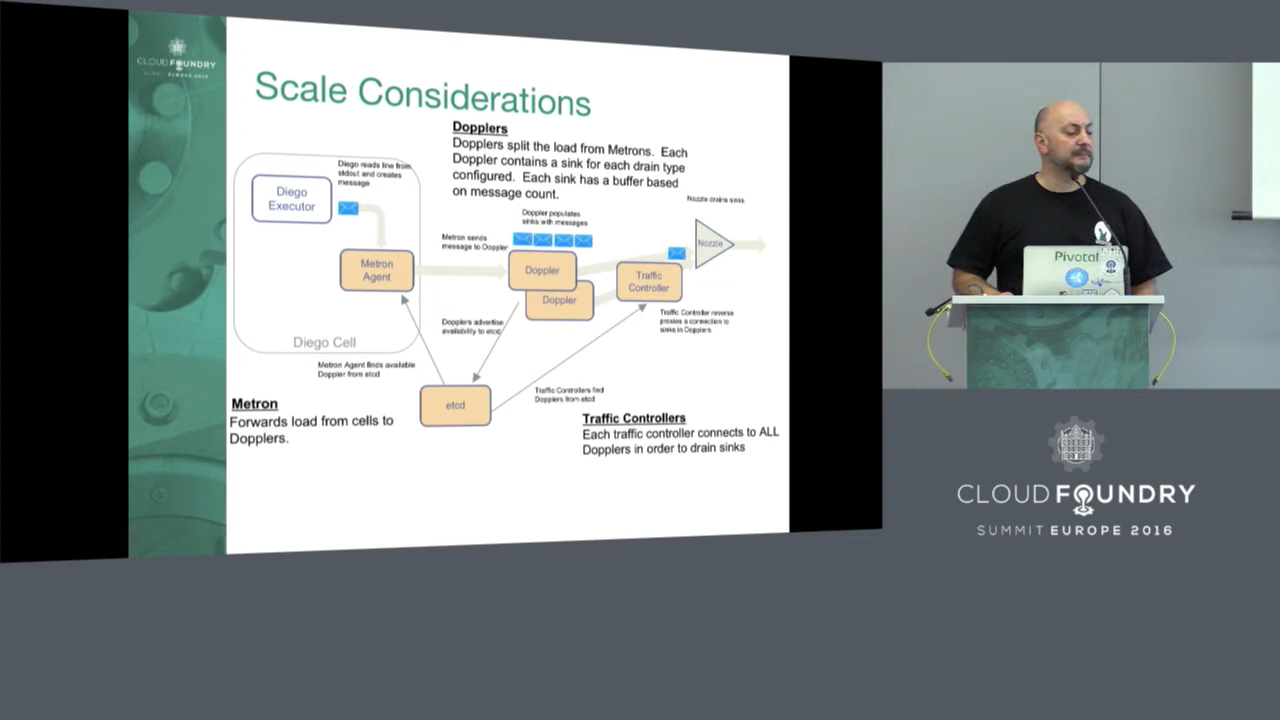 CLOUD FOUNDRY
SUMMIT EUROPE 2016
Scale Considerations
Dopplers
Dopplers split the load from Metrons. Each
Doppler contains a sink for each drain type
configured. Each sink has a buffer based
on message count.
Diego reads line from
stdout and creates
message
Diego
Executor
Nozzle drains sinks
Doppler populates
sinks with messages
Metron sends
message to Doppler
Nozzle
Metron
Agent
Doppler
Traffic
Controller
Doppler
Traffic Controller reverse
proxies a connection to
sinks in Dopplers
Dopplers advertise
availability to etcd
Diego Cell
Metron Agent finds available
Doppler from etcd
etcd
Traffic Controllers find
Dopplers from etcd
Metron
Forwards load from cells to
Dopplers.
Traffic Controllers
Each traffic controller connects to ALL
Dopplers in order to drain sinks
Pivotal
CLOUD FOUNDRY
SUMMIT EUROPE 2016